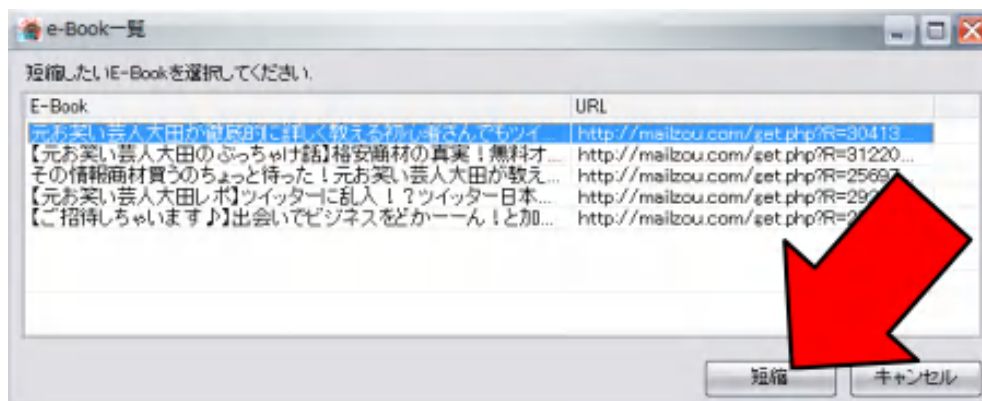 e-Book一覧
短縮したいE-Bookを選択してください.
E-Book URL
元お笑い芸人大田が徹底的に詳しく教える初心者さんでもツイ... http://mailzou.com/get.php?R=30413...
【元お笑い芸人大田のぶっちゃけ話】格安商材の真実!無料オ... http://mailzou.com/get.php?R=31220...
その情報商材買うのちょっと待った!元お笑い芸人大田が教え... http://mailzou.com/get.php?R=25697...
【元お笑い芸人大田レポ】ツイッターに乱入!?ツイッター日本... http://mailzou.com/get.php?R=29
【ご招待しちゃいます♪】出会いでビジネスをどかーーん!と加... http://mailzou.com/get.php?R=2
短縮 キャンセル